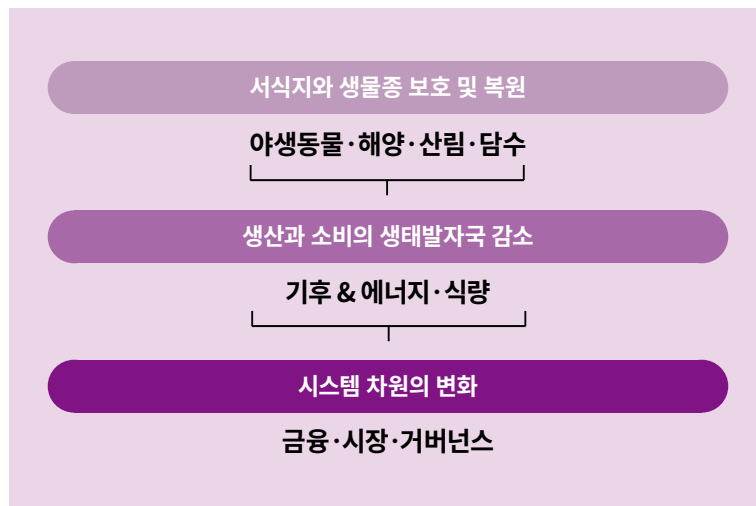 서식지와 생물종 보호 및 복원
야생동물·해양·산림·담수
생산과 소비의 생태발자국 감소
기후 & 에너지·식량
시스템 차원의 변화
금융·시장·거버넌스